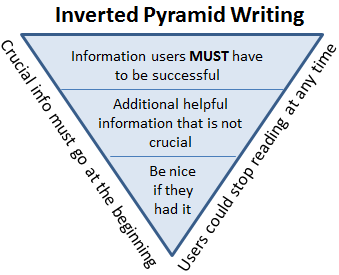 Inverted Pyramid Writing
Information users MUST have
to be successful
Additional helpful
information that is not
crucial
Be nice
if they
had it
Crucial info must go at the beginning
Users could stop reading at any time